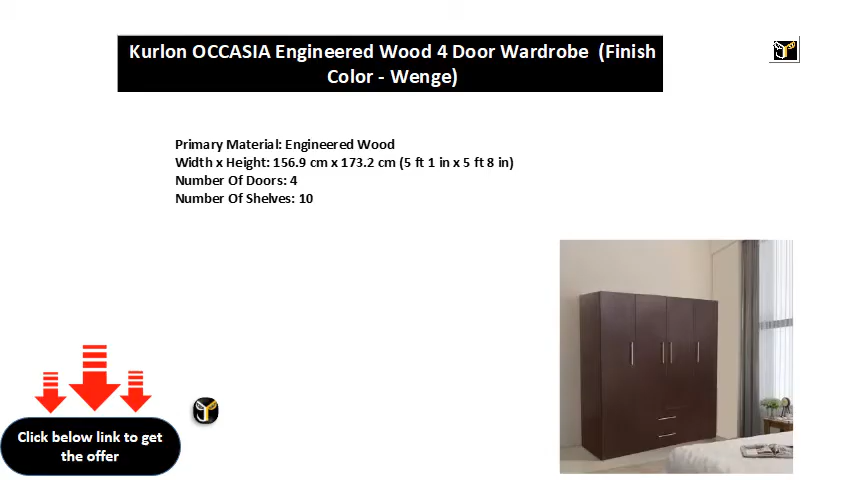 Kurlon OCCASIA Engineered Wood 4 Door Wardrobe (Finish
Color - Wenge)
Primary Material: Engineered Wood
Width x Height: 156.9 cm x 173.2 cm (5 ft 1 in x 5 ft 8 in)
Number Of Doors: 4
Number Of Shelves: 10
Click below link to get
the offer